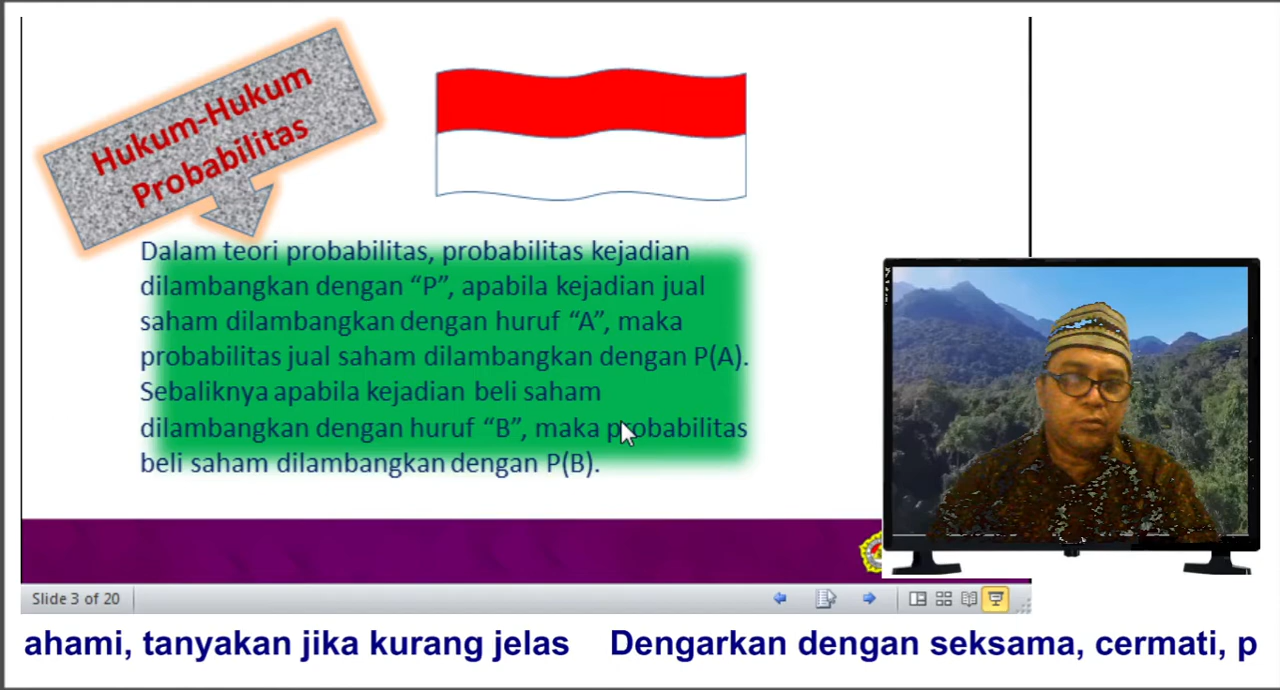 Hukum-Hukum
Probabilitas
Dalam teori probabilitas, probabilitas kejadian
dilambangkan dengan “P”, apabila kejadian jual
saham dilambangkan dengan huruf “A”, maka
probabilitas jual saham dilambangkan dengan P(A).
Sebaliknya apabila kejadian beli saham
dilambangkan dengan huruf “B”, maka probabilitas
beli saham dilambangkan dengan P(B).
Slide 3 of 20
ahami, tanyakan jika kurang jelas Dengarkan dengan seksama, cermati, p